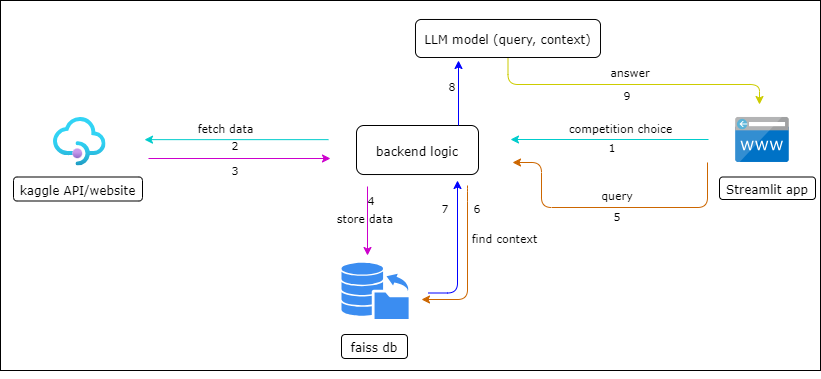 LLM model (query, context)
answer
8
9
fetch data
competition choice
2
1
backend logic
WWW
3
kaggle API/website
Streamlit app
query
4
7
6
5
store data
find context
faiss db